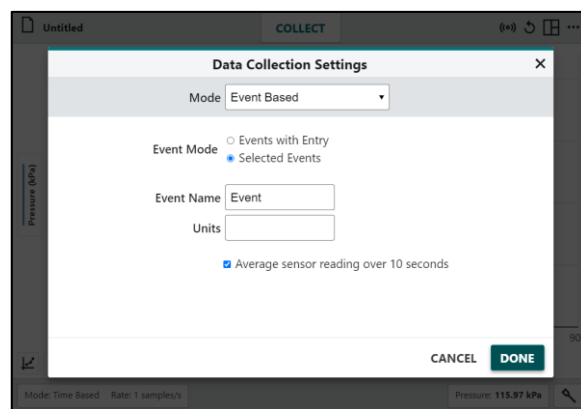 Untitled
COLLECT
Data Collection Settings
Mode Event Based
Event Mode
Events with Entry
Selected Events
Event Name Event
Units
Average sensor reading over 10 seconds
CANCEL DONE
Pressure (kPa)
90
Mode: Time Based Rate: 1 samples/s
Pressure: 115.97 kPa